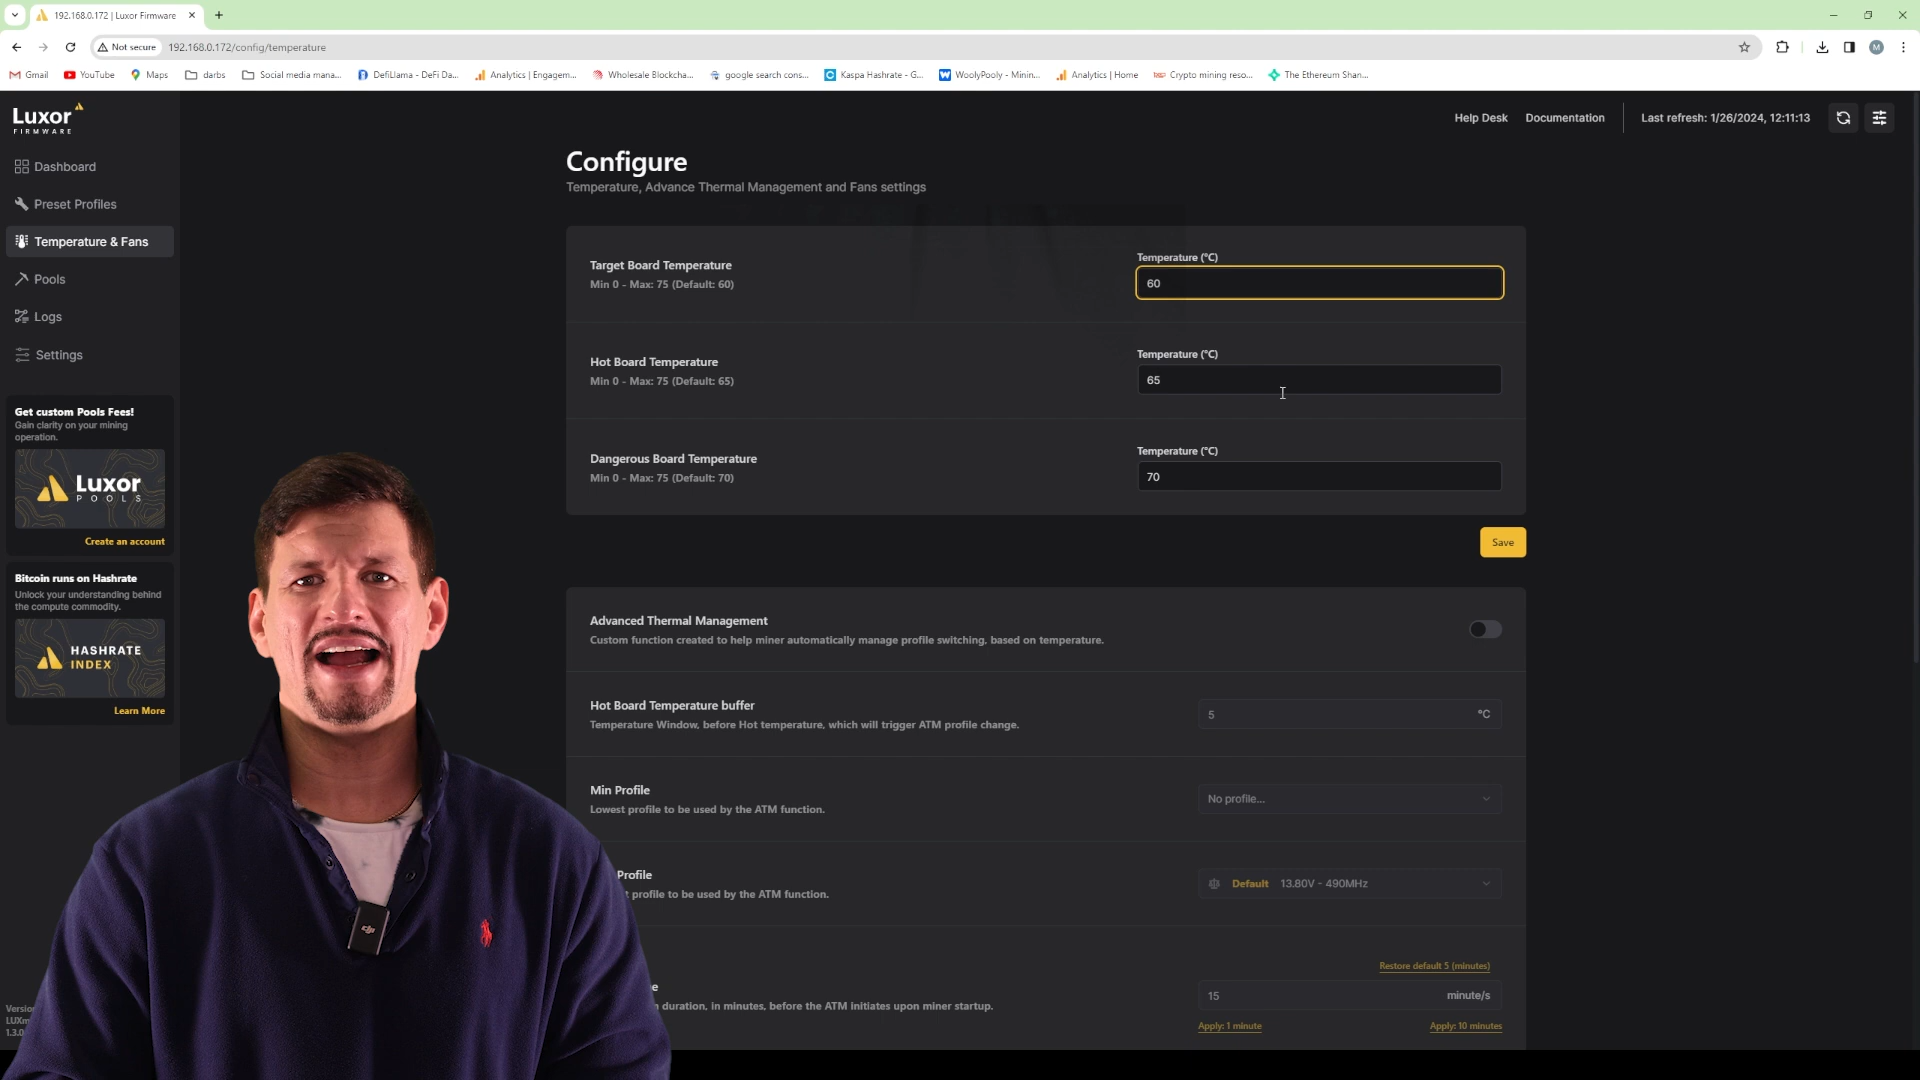 192.168.0.172 | Luxor Firmware
Not secure
192.168.0.172/config/temperature
M
Gmail
YouTube
Maps
darbs
Social media mana...
DefiLlama - DeFi Da...
Analytics | Engagem...
Wholesale Blockcha...
google search cons...
Kaspa Hashrate - G...
WoolyPooly - Minin...
Analytics | Home
Crypto mining reso...
The Ethereum Shan...
Luxor
FIRMWARE
Help Desk
Documentation
Last refresh: 1/26/2024, 12:11:13
Dashboard
Preset Profiles
Temperature & Fans
Pools
Logs
Settings
Get custom Pools Fees!
Gain clarity on your mining
operation.
Luxor
POOLS
Create an account
Bitcoin runs on Hashrate
Unlock your understanding behind
the compute commodity.
HASHRATE
INDEX
Learn More
Versio
LUXm
1.3.0
Configure
Temperature, Advance Thermal Management and Fans settings
Target Board Temperature
Min 0 - Max: 75 (Default: 60)
Temperature (°C)
60
Hot Board Temperature
Min 0 - Max: 75 (Default: 65)
Temperature (°C)
65
Dangerous Board Temperature
Min 0 - Max: 75 (Default: 70)
Temperature (°C)
70
Save
Advanced Thermal Management
Custom function created to help miner automatically manage profile switching, based on temperature.
Hot Board Temperature buffer
Temperature Window, before Hot temperature, which will trigger ATM profile change.
5
°C
Min Profile
Lowest profile to be used by the ATM function.
No profile...
Profile
t profile to be used by the ATM function.
Default 13.80V - 490MHz
Restore default 5 (minutes)
e
n duration, in minutes, before the ATM initiates upon miner startup.
15
minute/s
Apply: 1 minute
Apply: 10 minutes
dji